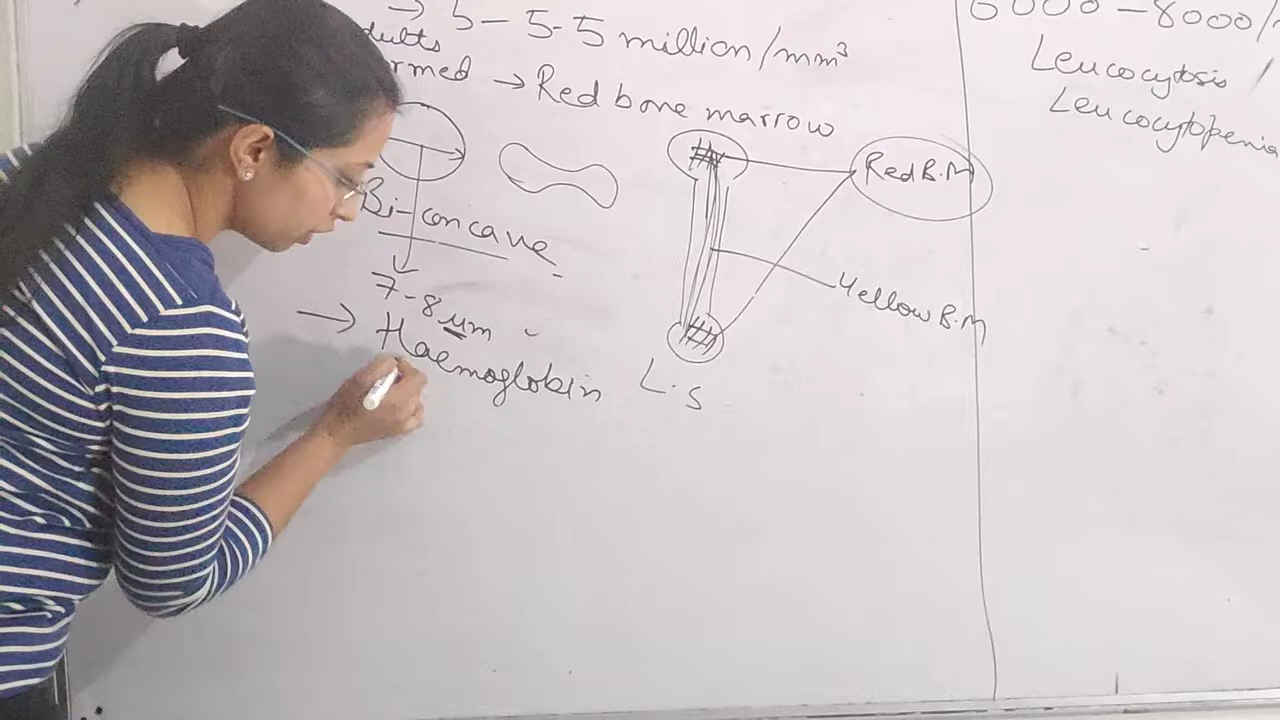 → 5 – 5.5 million/mm³
dults
rmed → Red bone marrow
Bi-concave
7-8 μm
→ Haemoglobin
Red B.M
Yellow B.M
L.S
6000 – 8000/
Leucocytosis /
Leucocytopenia